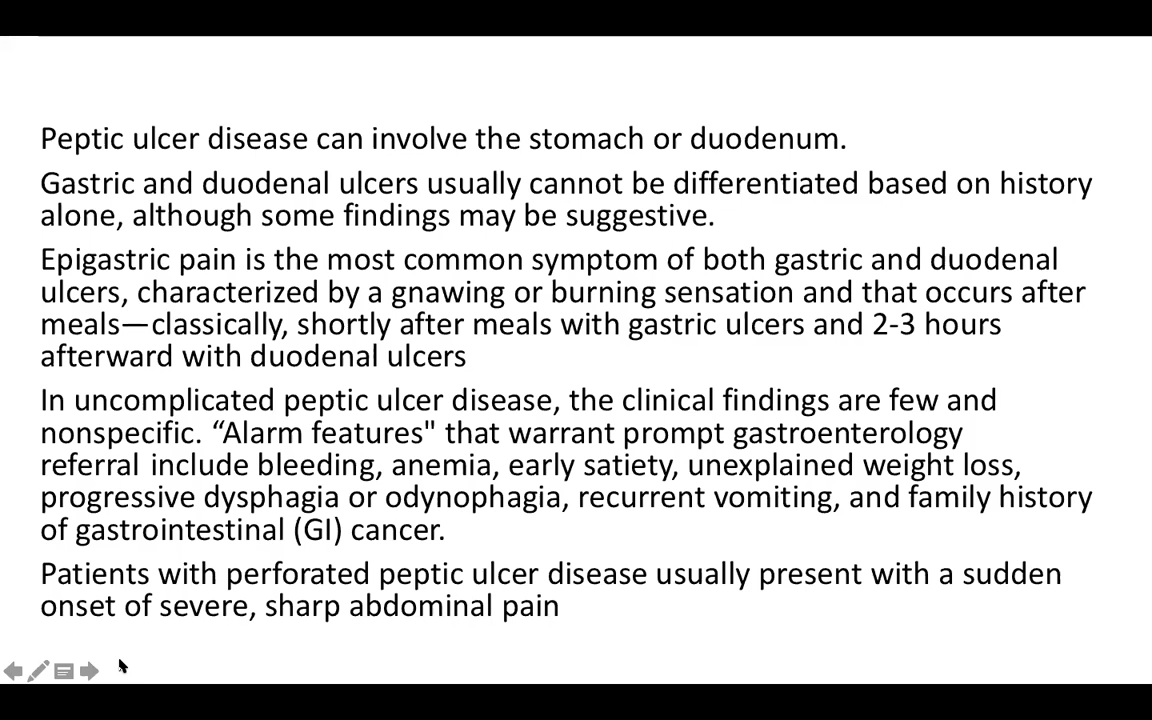 Peptic ulcer disease can involve the stomach or duodenum.
Gastric and duodenal ulcers usually cannot be differentiated based on history
alone, although some findings may be suggestive.
Epigastric pain is the most common symptom of both gastric and duodenal
ulcers, characterized by a gnawing or burning sensation and that occurs after
meals—classically, shortly after meals with gastric ulcers and 2-3 hours
afterward with duodenal ulcers
In uncomplicated peptic ulcer disease, the clinical findings are few and
nonspecific. “Alarm features" that warrant prompt gastroenterology
referral include bleeding, anemia, early satiety, unexplained weight loss,
progressive dysphagia or odynophagia, recurrent vomiting, and family history
of gastrointestinal (GI) cancer.
Patients with perforated peptic ulcer disease usually present with a sudden
onset of severe, sharp abdominal pain